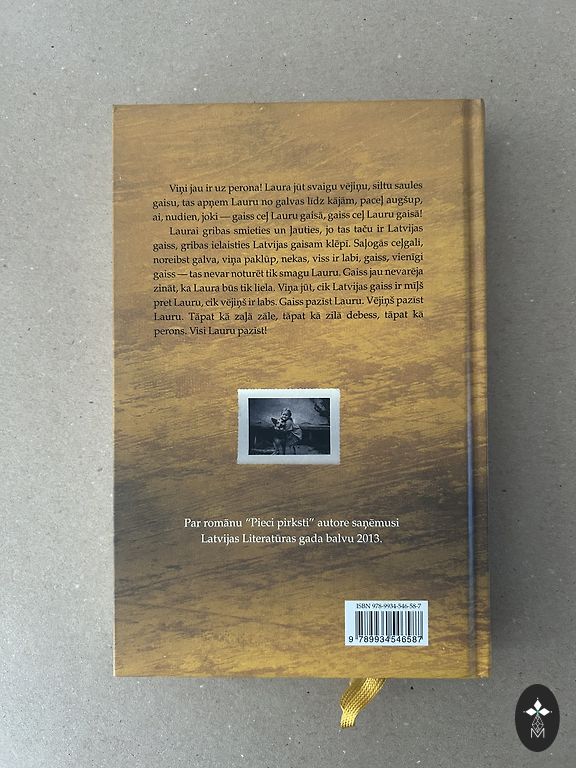 Viņi jau ir uz perona! Laura jūt svaigu vējiņu, siltu saules
gaisu, tas apņem Lauru no galvas līdz kājām, paceļ augšup,
ai, nudien, joki — gaiss ceļ Lauru gaisā, gaiss ceļ Lauru gaisā!
Laurai gribas smieties un ļauties, jo tas taču ir Latvijas
gaiss, gribas ielaisties Latvijas gaisam klēpī. Saļogās ceļgali,
noreibst galva, viņa paklūp, nekas, viss ir labi, gaiss, vienīgi
gaiss — tas nevar noturēt tik smagu Lauru. Gaiss jau nevarēja
zināt, ka Laura būs tik liela. Viņa jūt, cik Latvijas gaiss ir mīļš
pret Lauru, cik vējiņš ir labs. Gaiss pazīst Lauru. Vējiņš pazīst
Lauru. Tāpat kā zaļā zāle, tāpat kā zilā debess, tāpat kā
perons. Visi Lauru pazīst!
Par romānu "Pieci pirksti" autore saņēmusi
Latvijas Literatūras gada balvu 2013.
ISBN 978-9934-546-58-7
9 789934 546587
M